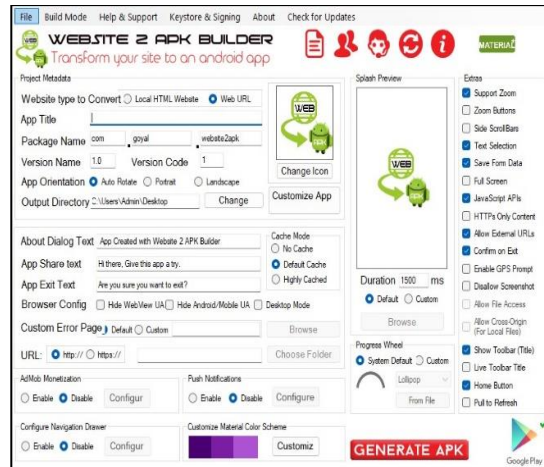 File Build Mode Help & Support Keystore & Signing About Check for Updates
WEBSITE 2 APK BUILDER
Transform your site to an android app
MATERIAL
Project Metadata
Website type to Convert Local HTML Website Web URL
App Title
Package Name com . goyal . website2apk
Version Name 1.0 Version Code 1
App Orientation Auto Rotate Portrait Landscape
Output Directory C:\Users\Admin\Desktop Change
WEB
Change Icon
Customize App
About Dialog Text App Created with Website 2 APK Builder
App Share text Hi there, Give this app a try.
App Exit Text Are you sure you want to exit?
Cache Mode
No Cache
Default Cache
Highly Cached
Browser Config Hide WebView UA Hide Android/Mobile UA Desktop Mode
Custom Error Page Default Custom Browse
URL: http:// https:// Choose Folder
AdMob Monetization
Enable Disable Configur
Push Notifications
Enable Disable Configure
Configure Navigation Drawer
Enable Disable Configur
Customize Material Color Scheme
Customiz
Splash Preview
WEB
Duration 1500 ms
Default Custom
Browse
Progress Wheel
System Default Custom
Lollipop
From File
GENERATE APK
Extras
Support Zoom
Zoom Buttons
Side ScrollBars
Text Selection
Save Form Data
Full Screen
JavaScript APIs
HTTPs Only Content
Allow External URLs
Confirm on Exit
Enable GPS Prompt
Disallow Screenshot
Allow File Access
Allow Cross-Origin
(For Local Files)
Show Toolbar (Title)
Live Toolbar Title
Home Button
Pull to Refresh
Google Play